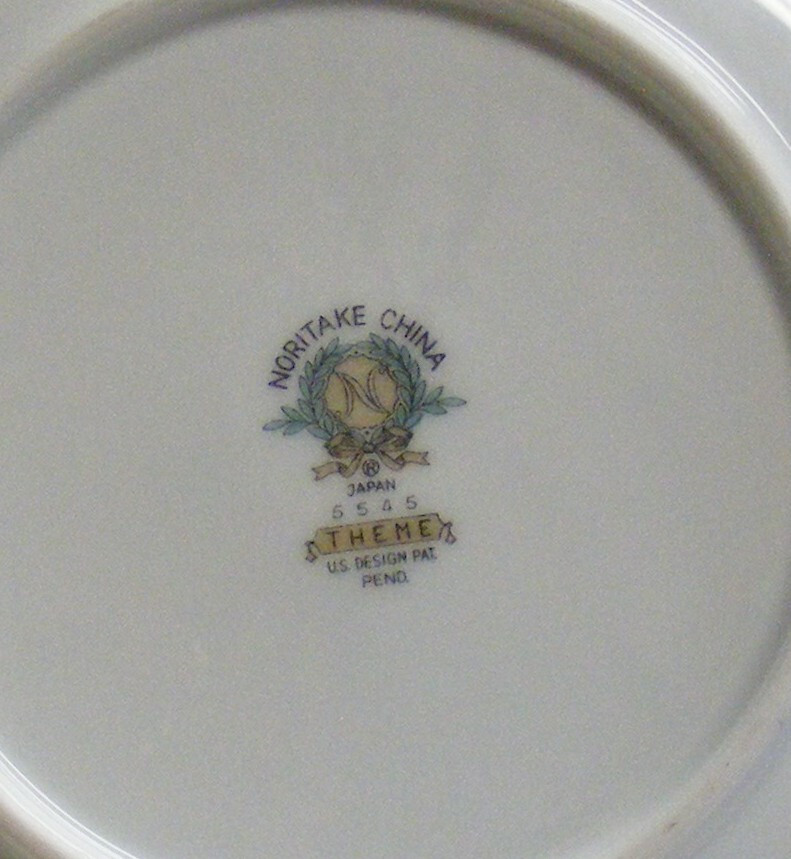 NORITAKE CHINA
N
®
JAPAN
5545
THEME
U.S. DESIGN PAT.
PEND.